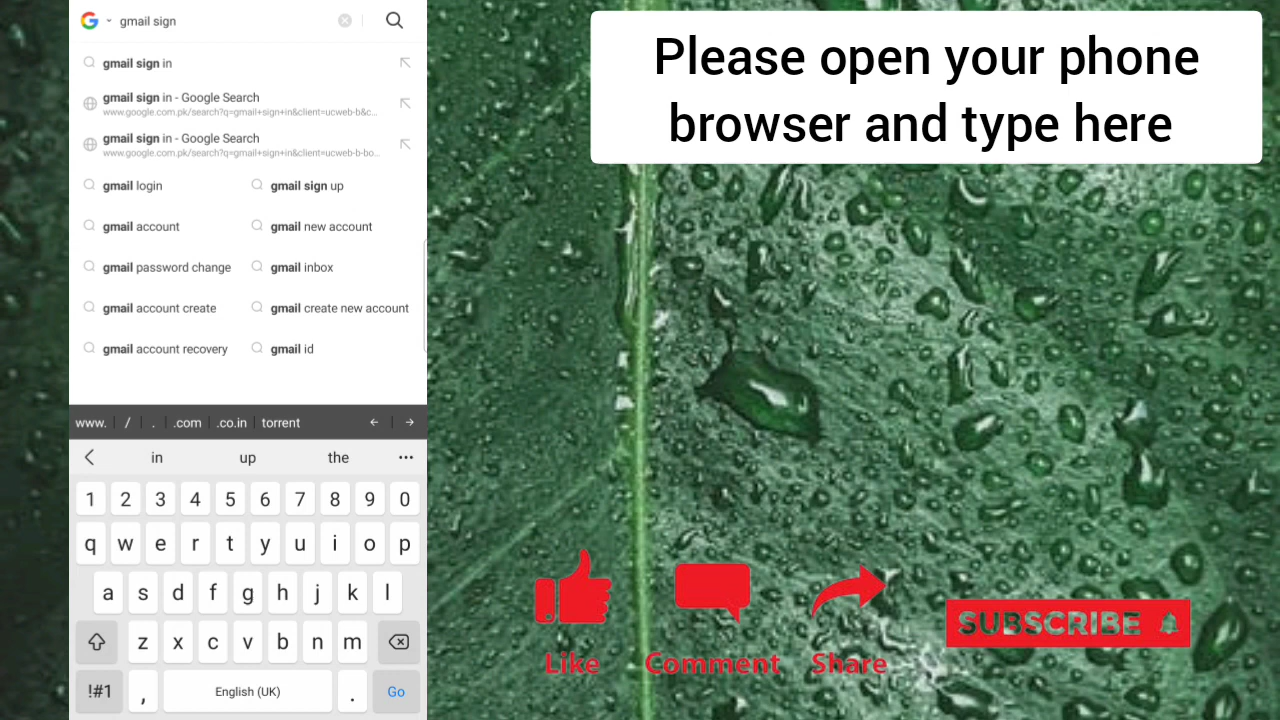 gmail sign
gmail sign in
gmail sign in - Google Search
www.google.com.pk/search?q=gmail+sign+in&client=ucweb-b&c...
gmail sign in - Google Search
www.google.com.pk/search?q=gmail+sign+in&client=ucweb-b-bo...
gmail login
gmail sign up
gmail account
gmail new account
gmail password change
gmail inbox
gmail account create
gmail create new account
gmail account recovery
gmail id
www. / . .com .co.in torrent
in up the
1 2 3 4 5 6 7 8 9 0
q w e r t y u i o p
a s d f g h j k l
z x c v b n m
!#1 , English (UK) . Go
Please open your phone
browser and type here
Like Comment Share
SUBSCRIBE